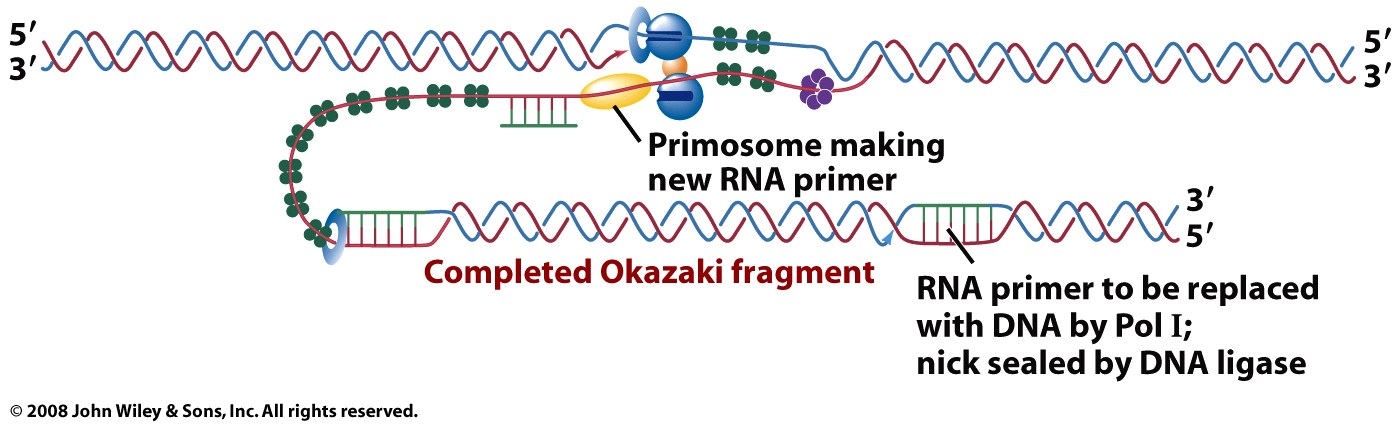 5′
3′
5′
3′
Primosome making
new RNA primer
3′
5′
Completed Okazaki fragment
RNA primer to be replaced
with DNA by Pol I;
nick sealed by DNA ligase
© 2008 John Wiley & Sons, Inc. All rights reserved.